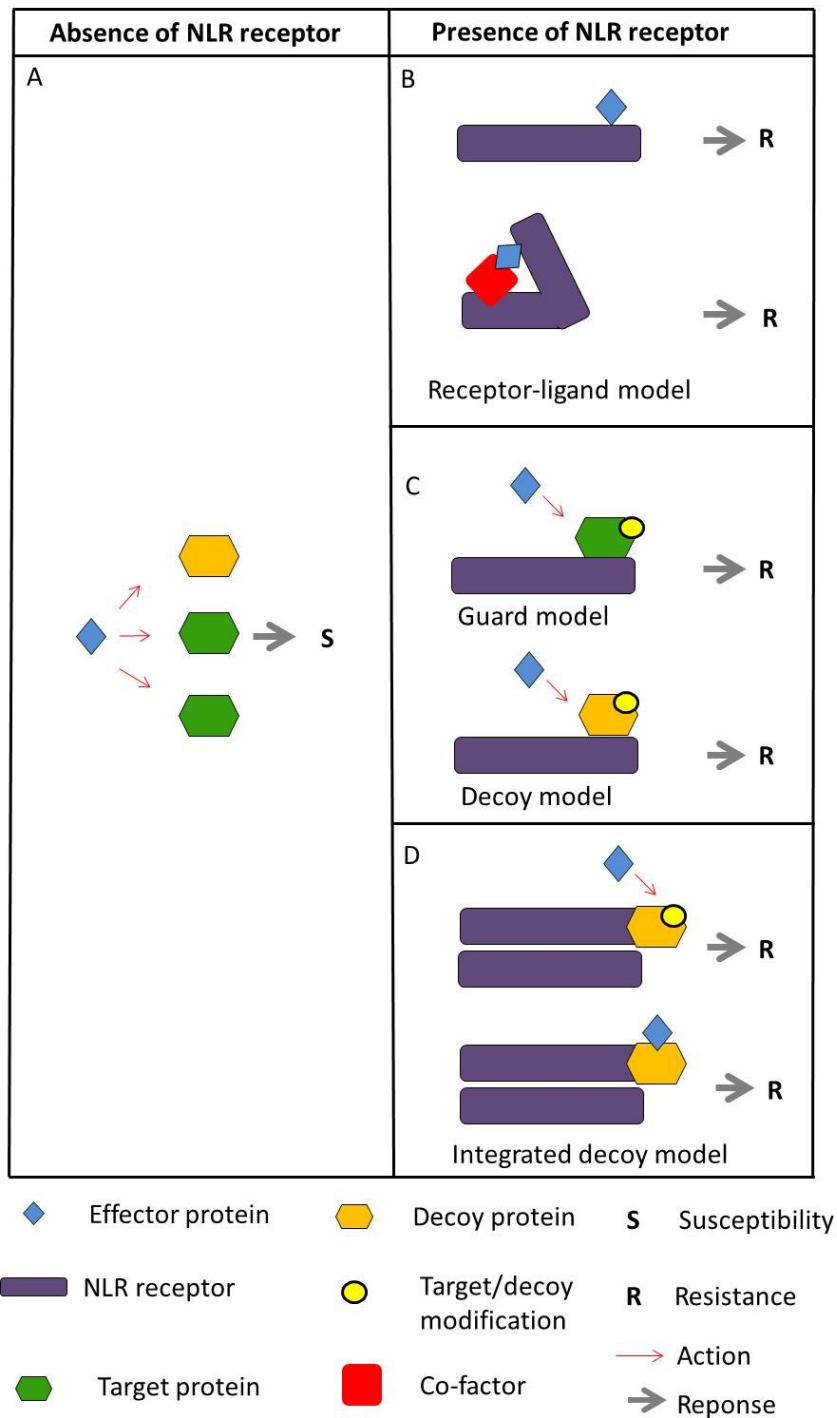 Absence of NLR receptor
Presence of NLR receptor
A
B
R
R
Receptor-ligand model
C
R
Guard model
S
R
Decoy model
D
R
R
Integrated decoy model
Effector protein
Decoy protein
S Susceptibility
NLR receptor
Target/decoy
modification
R Resistance
Target protein
Co-factor
Action
Reponse